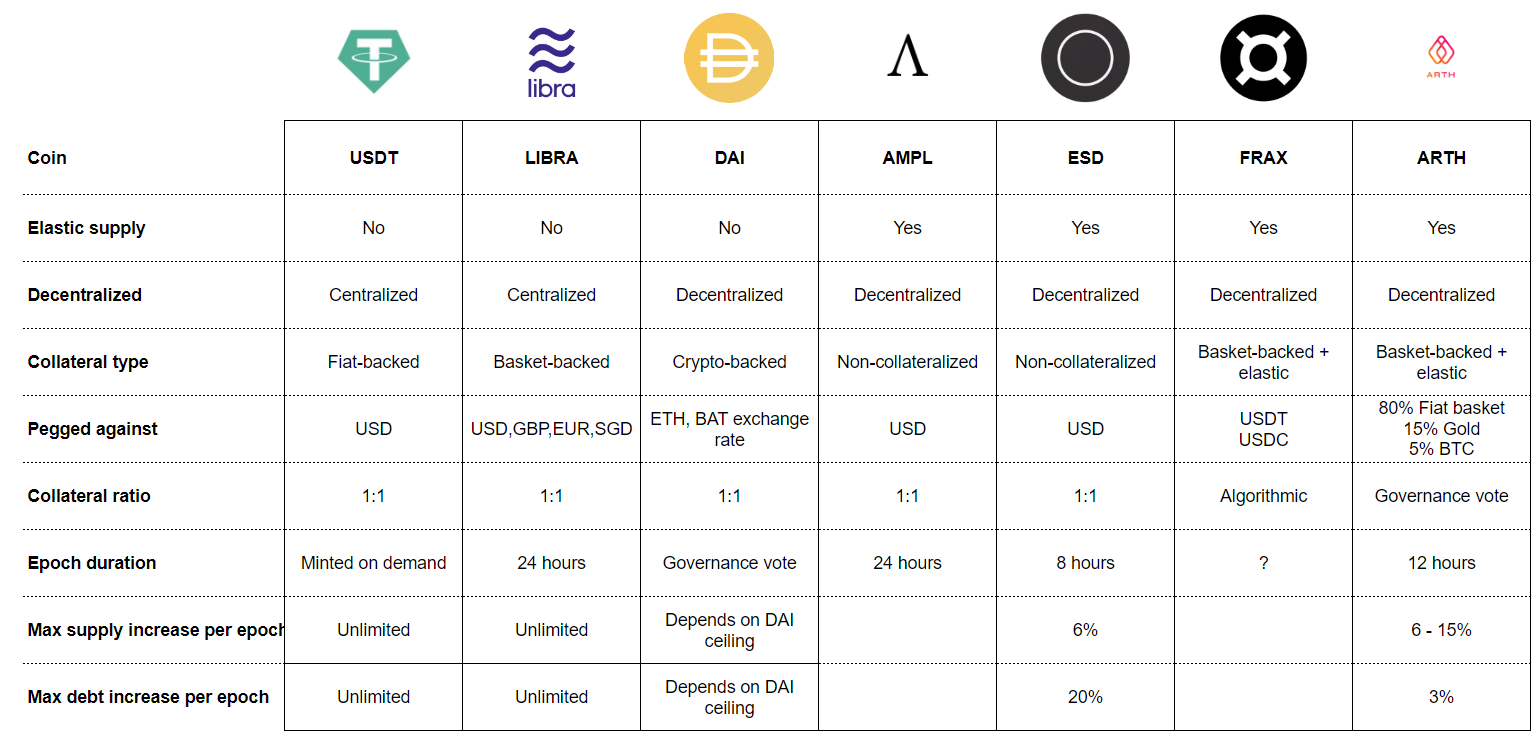 libra
ARTH
Coin USDT LIBRA DAI AMPL ESD FRAX ARTH
Elastic supply No No No Yes Yes Yes Yes
Decentralized Centralized Centralized Decentralized Decentralized Decentralized Decentralized Decentralized
Collateral type Fiat-backed Basket-backed Crypto-backed Non-collateralized Non-collateralized Basket-backed +
elastic
Basket-backed +
elastic
Pegged against USD USD,GBP,EUR,SGD ETH, BAT exchange
rate
USD USD USDT
USDC
80% Fiat basket
15% Gold
5% BTC
Collateral ratio 1:1 1:1 1:1 1:1 1:1 Algorithmic Governance vote
Epoch duration Minted on demand 24 hours Governance vote 24 hours 8 hours ? 12 hours
Max supply increase per epoch Unlimited Unlimited Depends on DAI
ceiling
6% 6 - 15%
Max debt increase per epoch Unlimited Unlimited Depends on DAI
ceiling
20% 3%